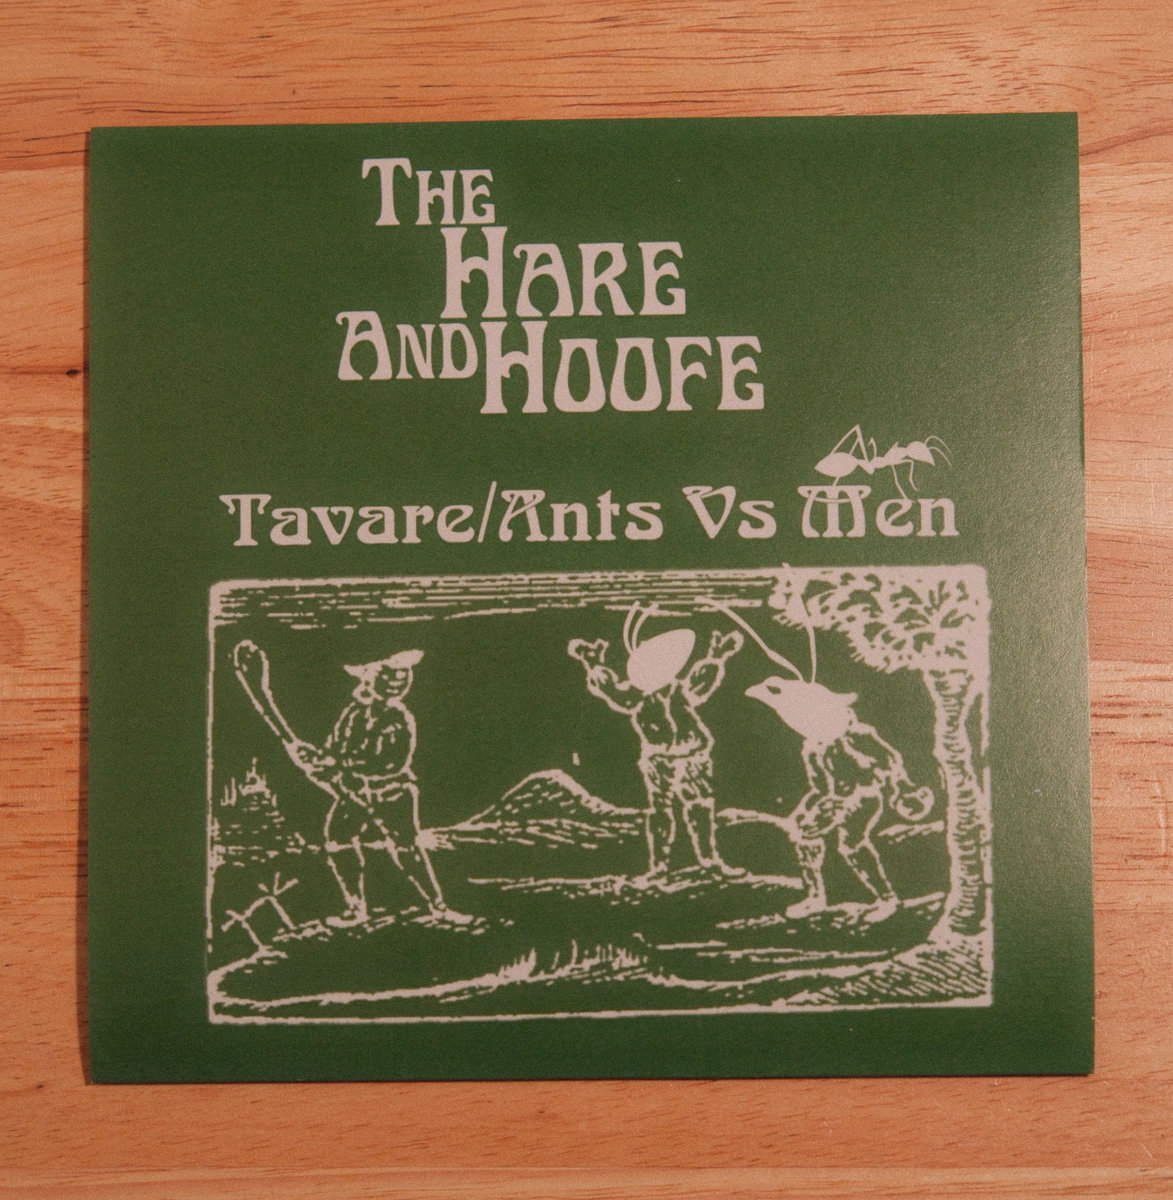 The
Hare
And Hoofe
Tavare/Ants Vs Men